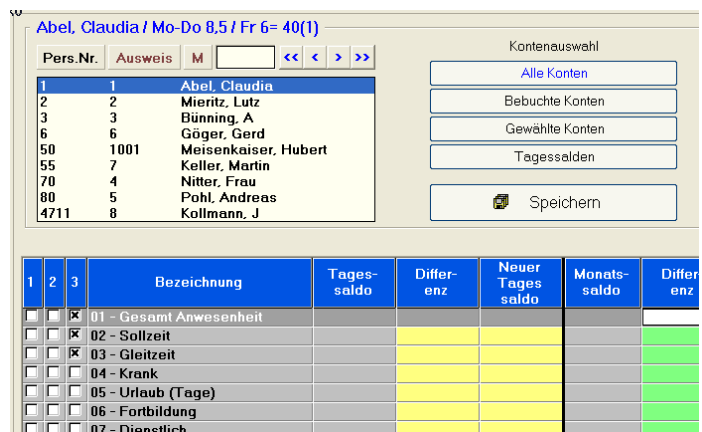 Abel, Claudia / Mo-Do 8,5 / Fr 6= 40(1)
Pers.Nr. Ausweis M << < > >>
1 1 Abel, Claudia
2 2 Mieritz, Lutz
3 3 Bünning, A
6 6 Göger, Gerd
50 1001 Meisenkaiser, Hubert
55 7 Keller, Martin
70 4 Nitter, Frau
80 5 Pohl, Andreas
4711 8 Kollmann, J
Kontenauswahl
Alle Konten
Bebuchte Konten
Gewählte Konten
Tagessalden
Speichern
1 2 3 Bezeichnung Tages-saldo Differ-enz Neuer Tages saldo Monats-saldo Differ-enz
01 - Gesamt Anwesenheit
02 - Sollzeit
03 - Gleitzeit
04 - Krank
05 - Urlaub (Tage)
06 - Fortbildung
07 - Dienstlich